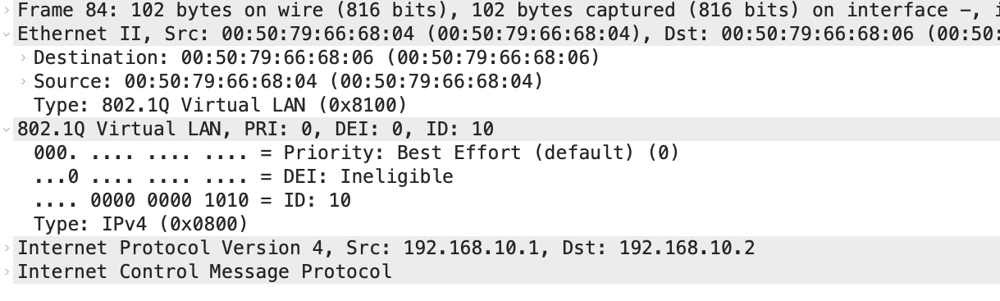 Frame 84: 102 bytes on wire (816 bits), 102 bytes captured (816 bits) on interface -,
Ethernet II, Src: 00:50:79:66:68:04 (00:50:79:66:68:04), Dst: 00:50:79:66:68:06 (00:50:
Destination: 00:50:79:66:68:06 (00:50:79:66:68:06)
Source: 00:50:79:66:68:04 (00:50:79:66:68:04)
Type: 802.1Q Virtual LAN (0x8100)
802.1Q Virtual LAN, PRI: 0, DEI: 0, ID: 10
000. .... .... .... = Priority: Best Effort (default) (0)
...0 .... .... .... = DEI: Ineligible
.... 0000 0000 1010 = ID: 10
Type: IPv4 (0x0800)
Internet Protocol Version 4, Src: 192.168.10.1, Dst: 192.168.10.2
Internet Control Message Protocol